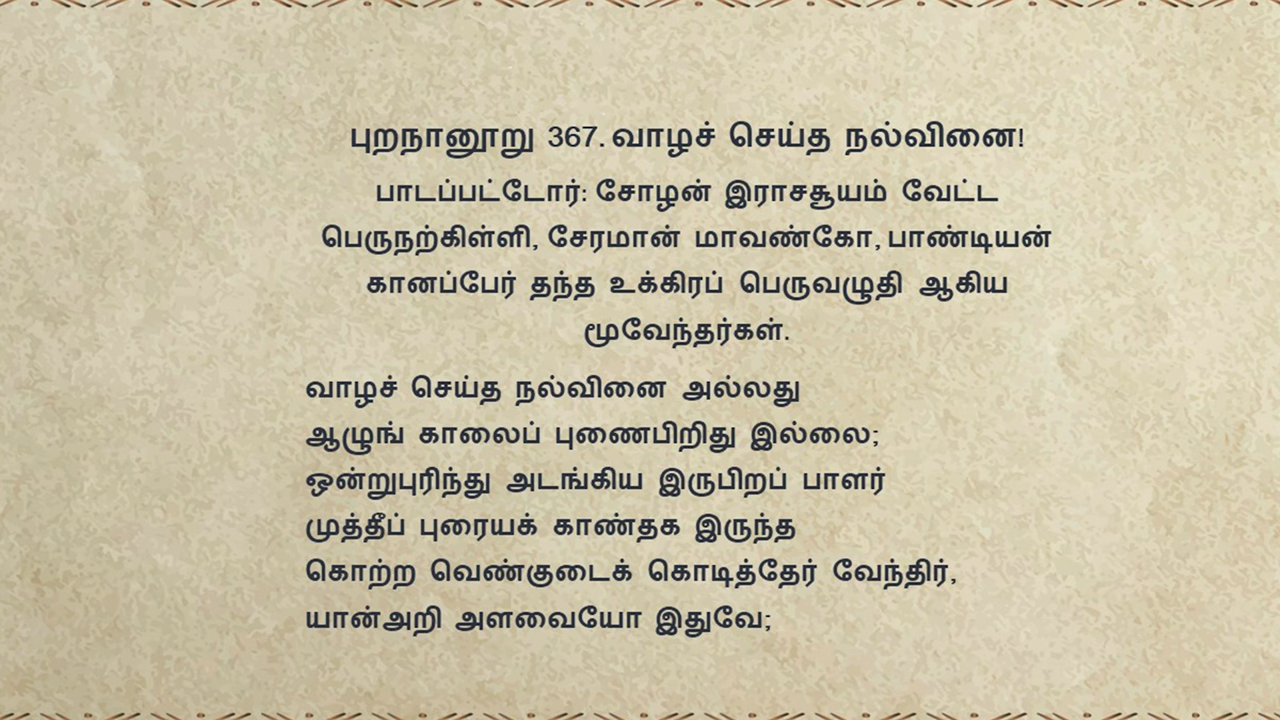 புறநானூறு 367. வாழச் செய்த நல்வினை!
பாடப்பட்டோர்: சோழன் இராசசூயம் வேட்ட
பெருநற்கிள்ளி, சேரமான் மாவண்கோ, பாண்டியன்
கானப்பேர் தந்த உக்கிரப் பெருவழுதி ஆகிய
மூவேந்தர்கள்.
வாழச் செய்த நல்வினை அல்லது
ஆழுங் காலைப் புணைபிறிது இல்லை;
ஒன்றுபுரிந்து அடங்கிய இருபிறப் பாளர்
முத்தீப் புரையக் காண்தக இருந்த
கொற்ற வெண்குடைக் கொடித்தேர் வேந்திர்,
யான்அறி அளவையோ இதுவே;